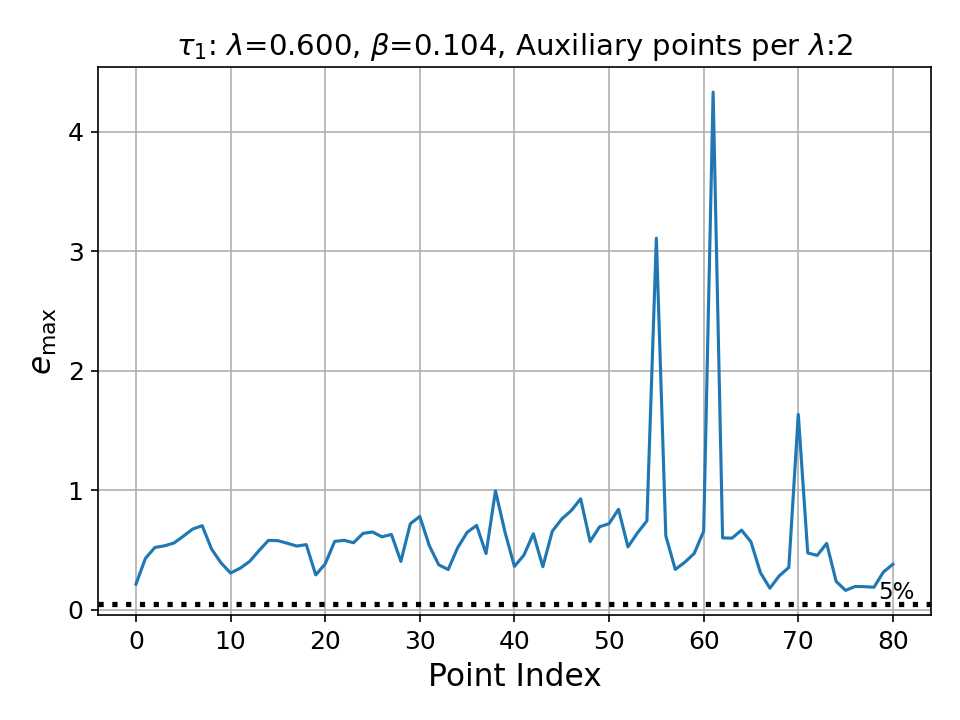 τ₁: λ=0.600, β=0.104, Auxiliary points per λ:2
e_max
4
3
2
1
0
5%
0 10 20 30 40 50 60 70 80
Point Index